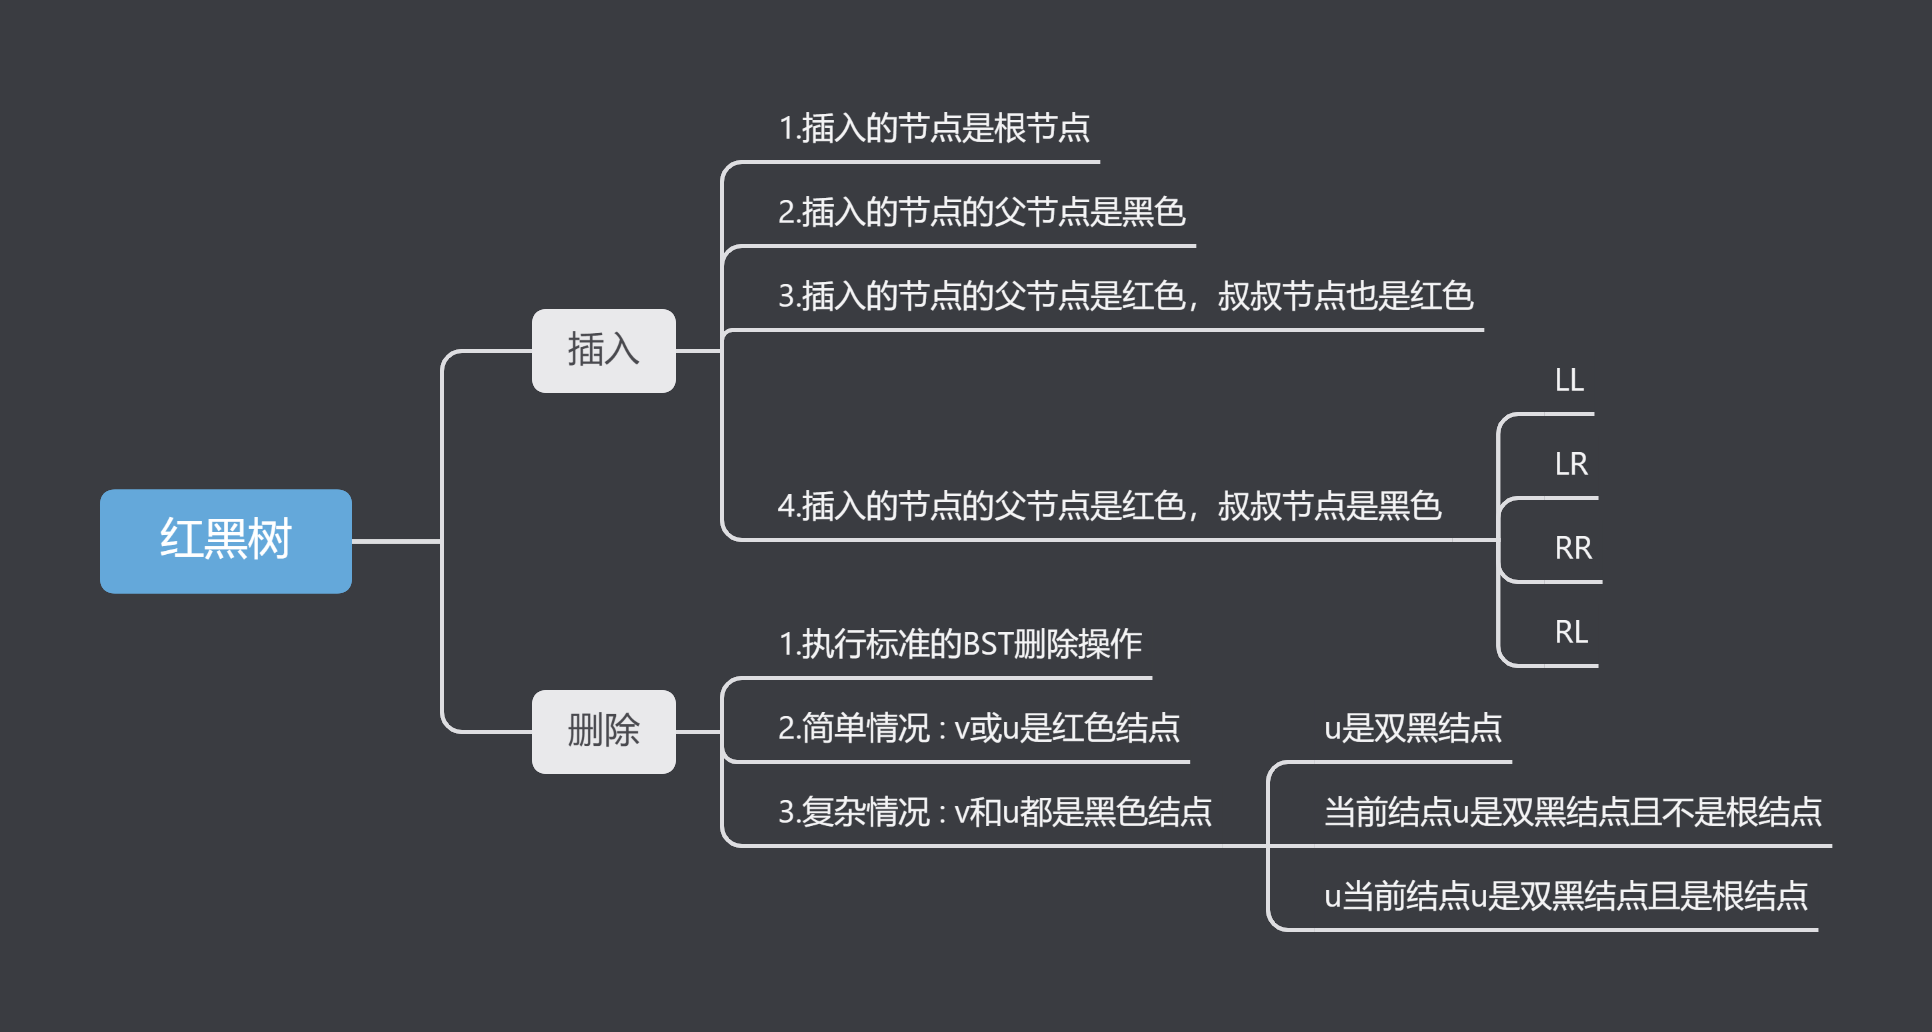 红黑树
插入
1.插入的节点是根节点
2.插入的节点的父节点是黑色
3.插入的节点的父节点是红色，叔叔节点也是红色
4.插入的节点的父节点是红色，叔叔节点是黑色
LL
LR
RR
RL
删除
1.执行标准的BST删除操作
2.简单情况：v或u是红色结点
3.复杂情况：v和u都是黑色结点
u是双黑结点
当前结点u是双黑结点且不是根结点
u当前结点u是双黑结点且是根结点